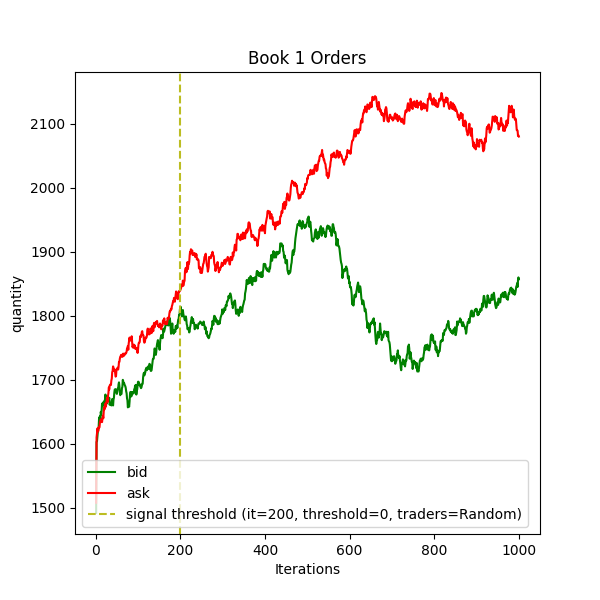 Book 1 Orders
quantity
2100
2000
1900
1800
1700
1600
1500
bid
ask
signal threshold (it=200, threshold=0, traders=Random)
0 200 400 600 800 1000
Iterations